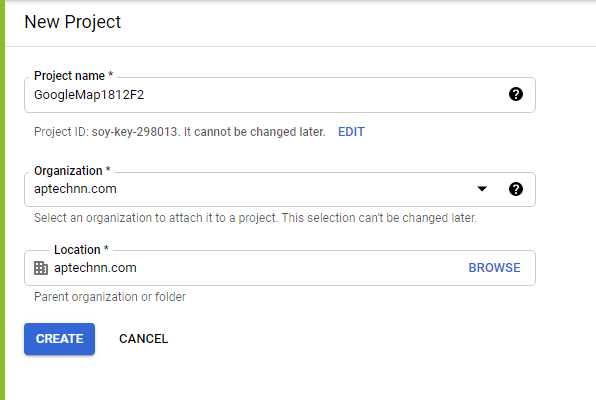 New Project
Project name *
GoogleMap1812F2
Project ID: soy-key-298013. It cannot be changed later. EDIT
Organization *
aptechnn.com
Select an organization to attach it to a project. This selection can't be changed later.
Location *
aptechnn.com BROWSE
Parent organization or folder
CREATE CANCEL